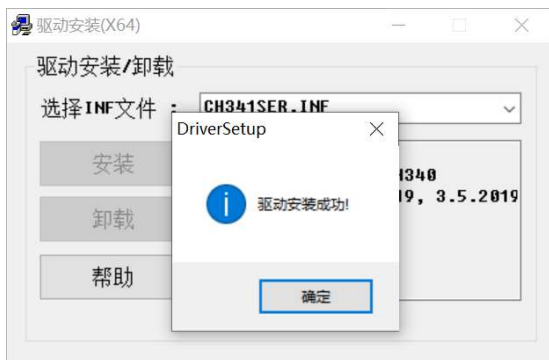 驱动安装(X64)
驱动安装/卸载
选择INF文件 :
CH341SER.INF
DriverSetup
安装
H340
驱动安装成功!
19, 3.5.2019
卸载
帮助
确定